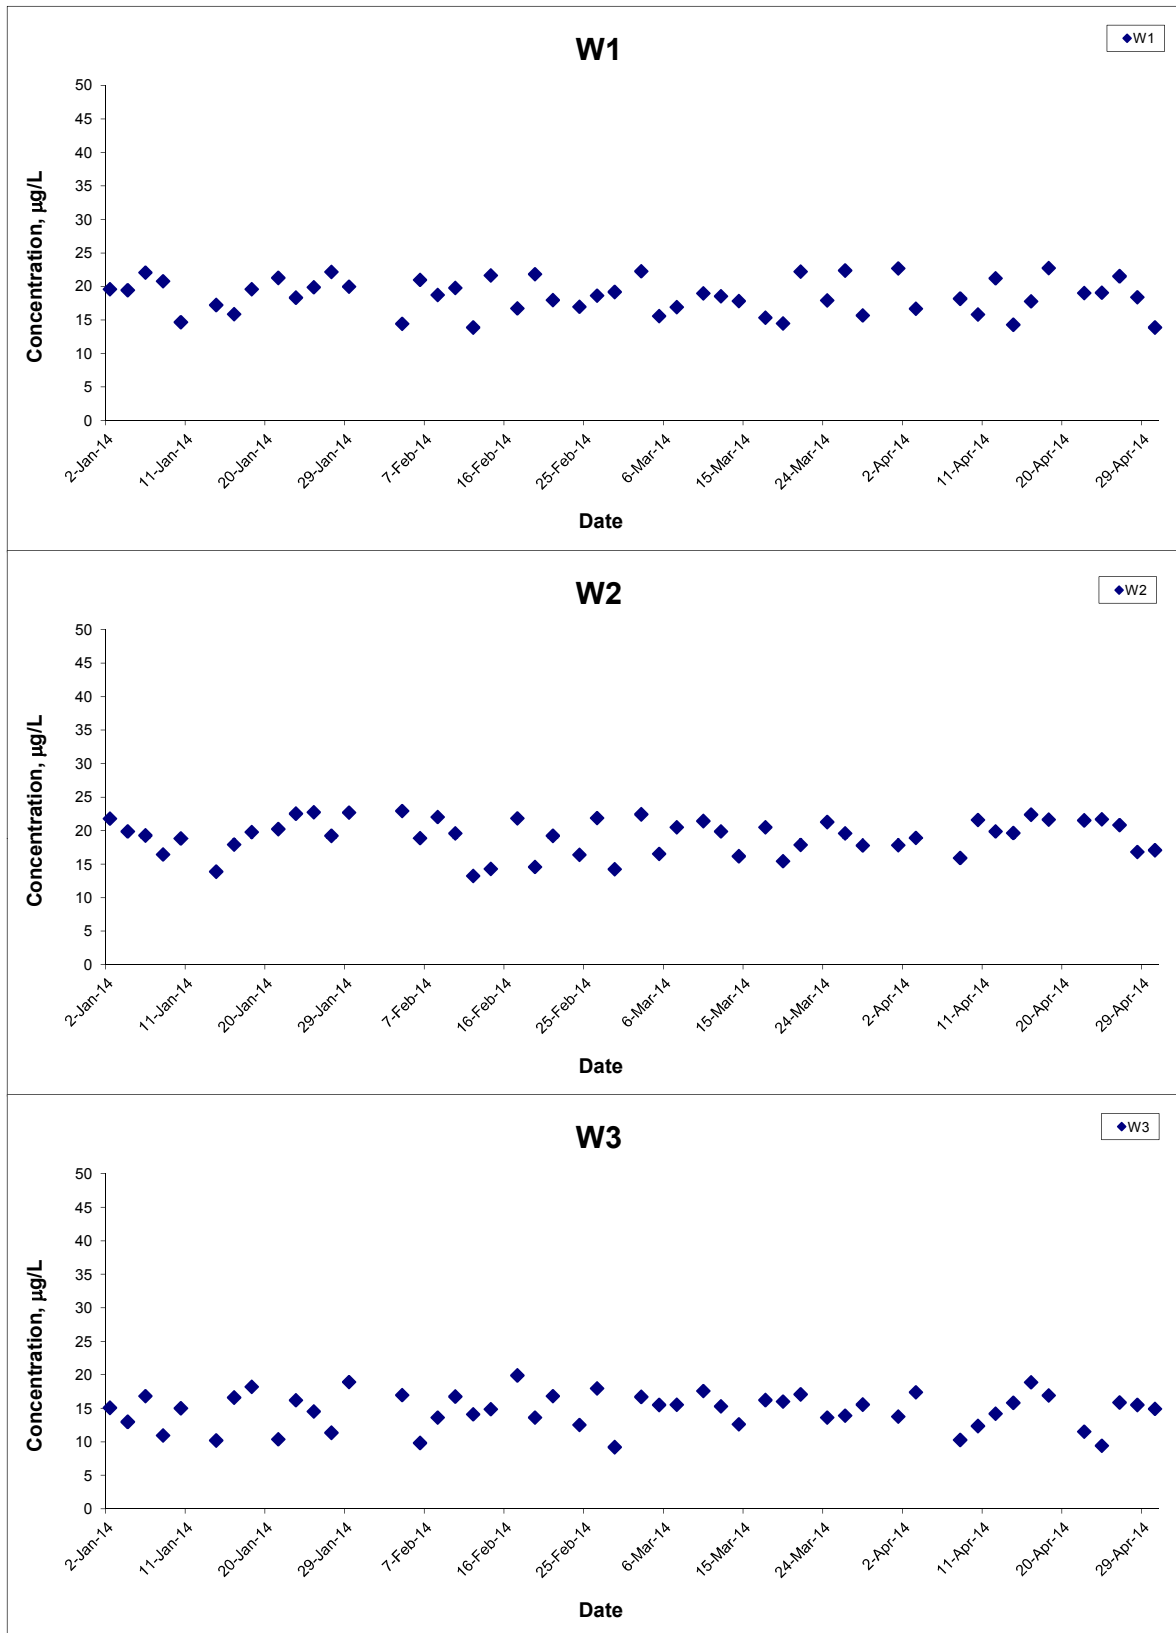 W1
W1
50
45
40
35
30
25
20
15
10
5
0
Concentration, µg/L
2-Jan-14
11-Jan-14
20-Jan-14
29-Jan-14
7-Feb-14
16-Feb-14
25-Feb-14
6-Mar-14
15-Mar-14
24-Mar-14
2-Apr-14
11-Apr-14
20-Apr-14
29-Apr-14
Date
W2
W2
50
45
40
35
30
25
20
15
10
5
0
Concentration, µg/L
2-Jan-14
11-Jan-14
20-Jan-14
29-Jan-14
7-Feb-14
16-Feb-14
25-Feb-14
6-Mar-14
15-Mar-14
24-Mar-14
2-Apr-14
11-Apr-14
20-Apr-14
29-Apr-14
Date
W3
W3
50
45
40
35
30
25
20
15
10
5
0
Concentration, µg/L
2-Jan-14
11-Jan-14
20-Jan-14
29-Jan-14
7-Feb-14
16-Feb-14
25-Feb-14
6-Mar-14
15-Mar-14
24-Mar-14
2-Apr-14
11-Apr-14
20-Apr-14
29-Apr-14
Date